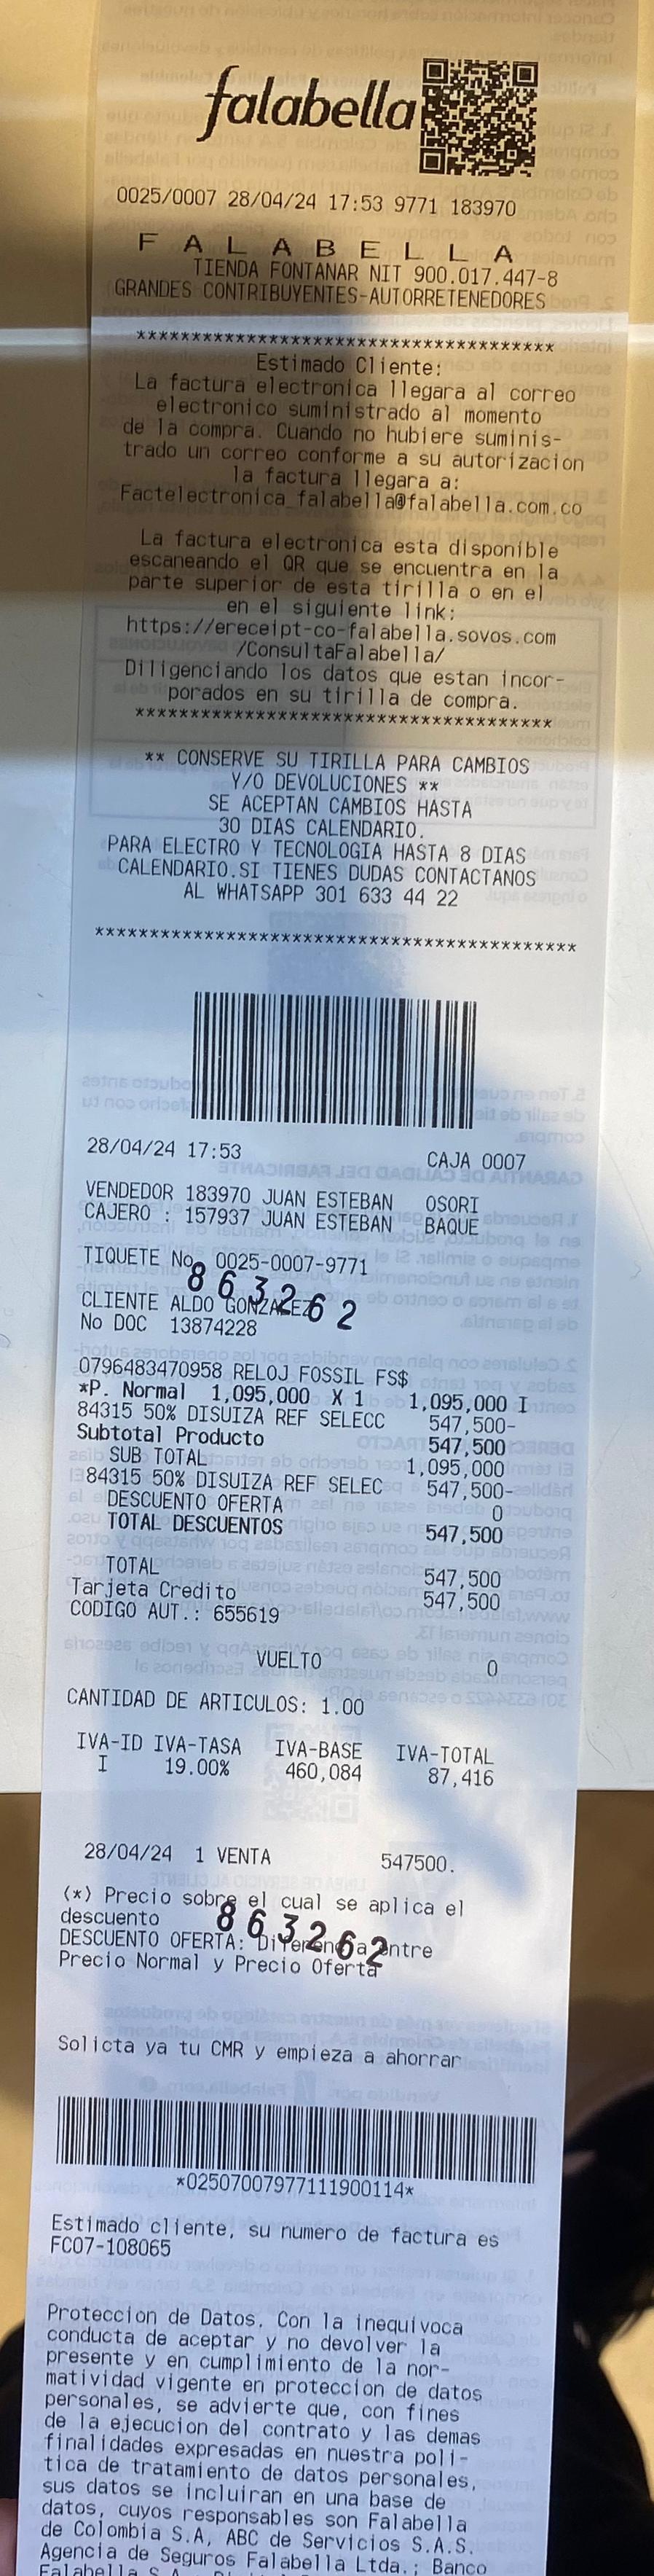 falabella
0025/0007 28/04/24 17:53 9771 183970
F A L A B E L L A
TIENDA FONTANAR NIT 900.017.447-8
GRANDES CONTRIBUYENTES-AUTORRETENEDORES
**************************************
Estimado Cliente:
La factura electronica llegara al correo
electronico suministrado al momento
de la compra. Cuando no hubiere suminis-
trado un correo conforme a su autorizacion
la factura llegara a:
Factelectronica_falabella@falabella.com.co
La factura electronica esta disponible
escaneando el QR que se encuentra en la
parte superior de esta tirilla o en el
en el siguiente link:
https://ereceipt-co-falabella.sovos.com
/ConsultaFalabella/
Diligenciando los datos que estan incor-
porados en su tirilla de compra.
**************************************
** CONSERVE SU TIRILLA PARA CAMBIOS
Y/O DEVOLUCIONES **
SE ACEPTAN CAMBIOS HASTA
30 DIAS CALENDARIO.
PARA ELECTRO Y TECNOLOGIA HASTA 8 DIAS
CALENDARIO.SI TIENES DUDAS CONTACTANOS
AL WHATSAPP 301 633 44 22
********************************************
28/04/24 17:53 CAJA 0007
VENDEDOR 183970 JUAN ESTEBAN OSORI
CAJERO : 157937 JUAN ESTEBAN BAQUE
TIQUETE No. 0025-0007-9771
863262
CLIENTE ALDO GONZALEZ
No DOC 13874228
0796483470958 RELOJ FOSSIL FS$
*P. Normal 1,095,000 X 1 1,095,000 I
84315 50% DISUIZA REF SELECC 547,500-
Subtotal Producto 547,500
SUB TOTAL 1,095,000
84315 50% DISUIZA REF SELEC 547,500-
DESCUENTO OFERTA 0
TOTAL DESCUENTOS 547,500
TOTAL 547,500
Tarjeta Credito 547,500
CODIGO AUT.: 655619
VUELTO 0
CANTIDAD DE ARTICULOS: 1.00
IVA-ID IVA-TASA IVA-BASE IVA-TOTAL
I 19.00% 460,084 87,416
28/04/24 1 VENTA 547500.
(*) Precio sobre el cual se aplica el
descuento
863262
DESCUENTO OFERTA: Diferencia entre
Precio Normal y Precio Oferta
Solicta ya tu CMR y empieza a ahorrar
*02507007977111900114*
Estimado cliente, su numero de factura es
FC07-108065
Proteccion de Datos. Con la inequivoca
conducta de aceptar y no devolver la
presente y en cumplimiento de la nor-
matividad vigente en proteccion de datos
personales, se advierte que, con fines
de la ejecucion del contrato y las demas
finalidades expresadas en nuestra poli-
tica de tratamiento de datos personales,
sus datos se incluiran en una base de
datos, cuyos responsables son Falabella
de Colombia S.A, ABC de Servicios S.A.S.
Agencia de Seguros Falabella Ltda.; Banco
Falabella S.A.